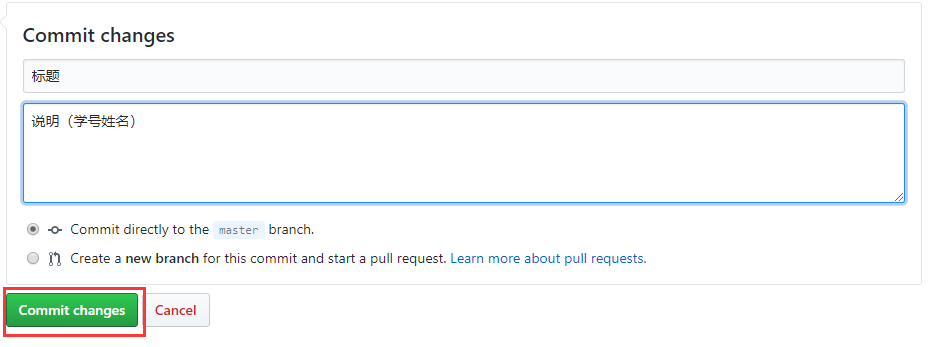 Commit changes
标题
说明（学号姓名）
Commit directly to the master branch.
Create a new branch for this commit and start a pull request. Learn more about pull requests.
Commit changes Cancel